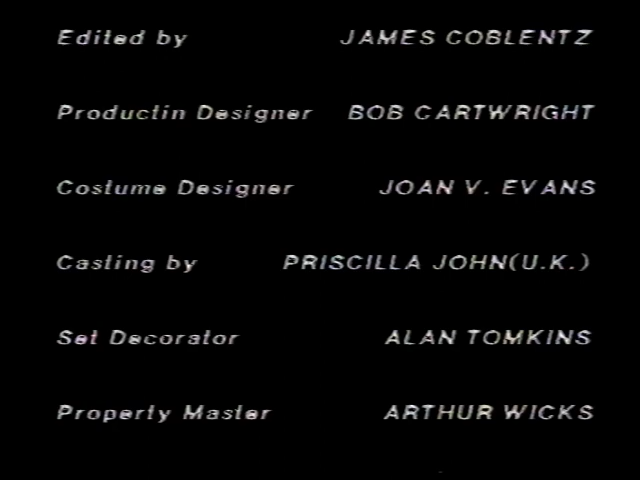 Edited by JAMES COBLENTZ
Productin Designer BOB CARTWRIGHT
Costume Designer JOAN V. EVANS
Casting by PRISCILLA JOHN(U.K.)
Set Decorator ALAN TOMKINS
Property Master ARTHUR WICKS